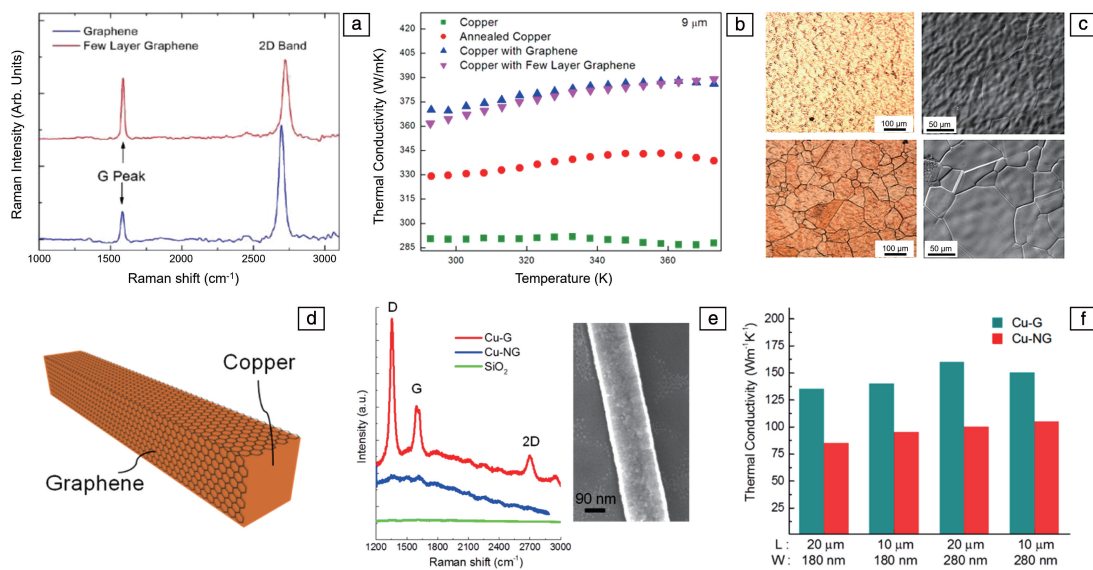 a
Graphene
Few Layer Graphene
2D Band
G Peak
Raman Intensity (Arb. Units)
1000 1500 2000 2500 3000
Raman shift (cm-1)
b
Copper
Annealed Copper
Copper with Graphene
Copper with Few Layer Graphene
9 μm
Thermal Conductivity (W/mK)
420
405
390
375
360
345
330
315
300
285
300 320 340 360
Temperature (K)
c
100 μm
50 μm
100 μm
50 μm
d
Copper
Graphene
e
D
G
2D
Cu-G
Cu-NG
SiO2
Intensity (a.u.)
1200 1500 1800 2100 2400 2700 3000
Raman shift (cm-1)
90 nm
f
Cu-G
Cu-NG
Thermal Conductivity (Wm-1K-1)
200
175
150
125
100
75
50
25
L : 20 μm 10 μm 20 μm 10 μm
W : 180 nm 180 nm 280 nm 280 nm